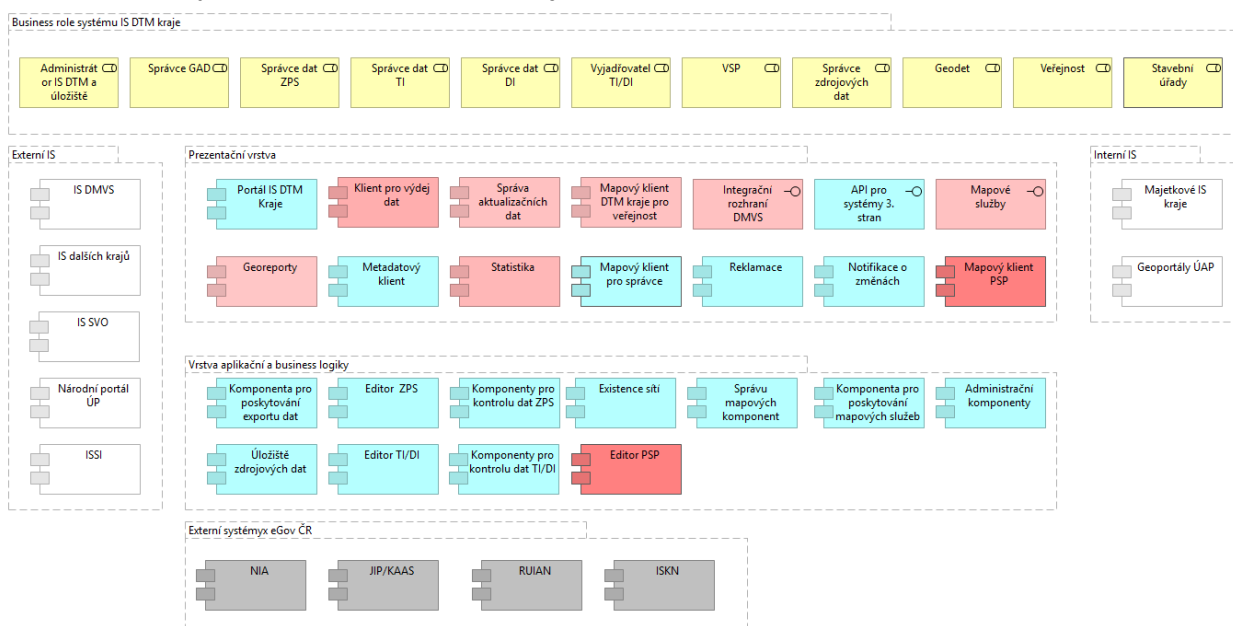 Business role systému IS DTM kraje
Administrát
or IS DTM a
úložiště
Správce GAD
Správce dat
ZPS
Správce dat
TI
Správce dat
DI
Vyjadřovatel
TI/DI
VSP
Správce
zdrojových
dat
Geodet
Veřejnost
Stavební
úřady
Externí IS
IS DMVS
IS dalších krajů
IS SVO
Národní portál
ÚP
ISSI
Prezentační vrstva
Portál IS DTM
Kraje
Klient pro výdej
dat
Správa
aktualizačních
dat
Mapový klient
DTM kraje pro
veřejnost
Integrační
rozhraní
DMVS
API pro
systémy 3.
stran
Mapové
služby
Georeporty
Metadatový
klient
Statistika
Mapový klient
pro správce
Reklamace
Notifikace o
změnách
Mapový klient
PSP
Interní IS
Majetkové IS
kraje
Geoportály ÚAP
Vrstva aplikační a business logiky
Komponenta pro
poskytování
exportu dat
Editor ZPS
Komponenty pro
kontrolu dat ZPS
Existence sítí
Správu
mapových
komponent
Komponenta pro
poskytování
mapových služeb
Administrační
komponenty
Úložiště
zdrojových dat
Editor TI/DI
Komponenty pro
kontrolu dat TI/DI
Editor PSP
Externí systémyx eGov ČR
NIA
JIP/KAAS
RUIAN
ISKN